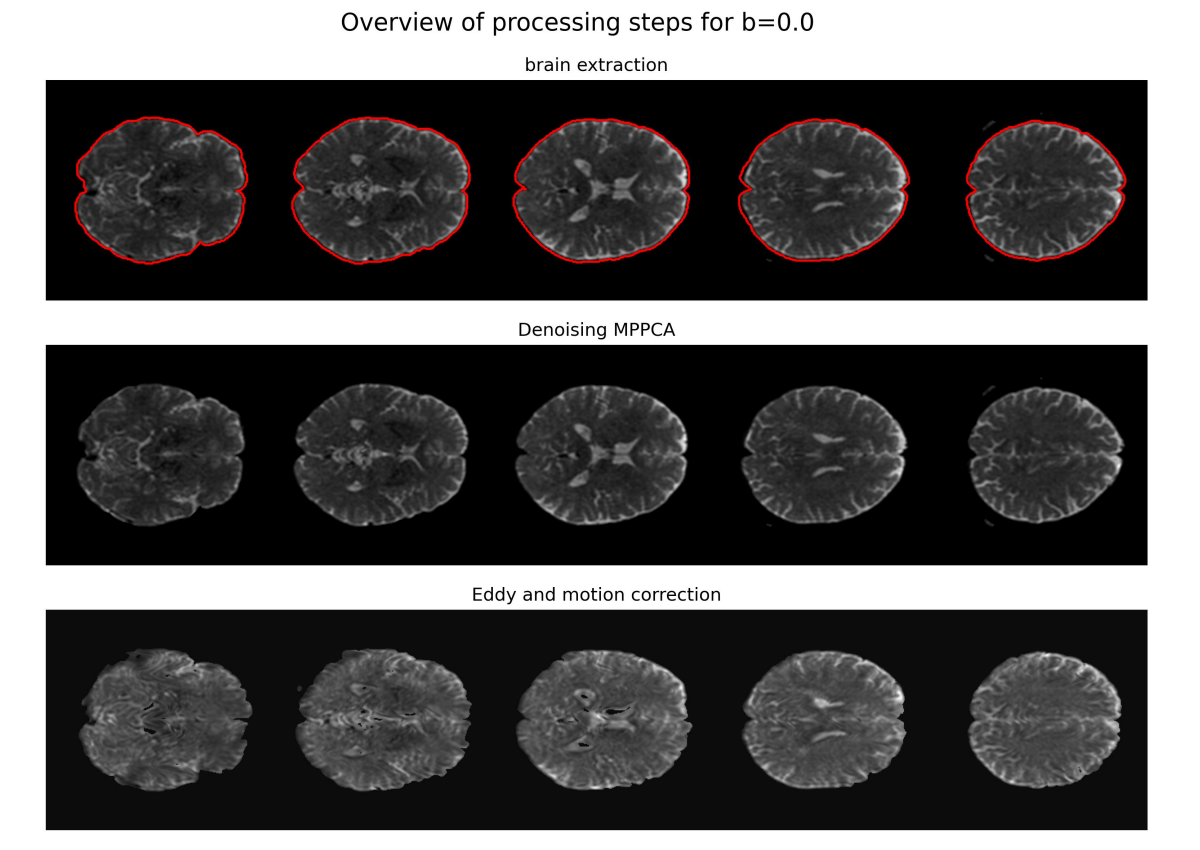 Overview of processing steps for b=0.0
brain extraction
Denoising MPPCA
Eddy and motion correction